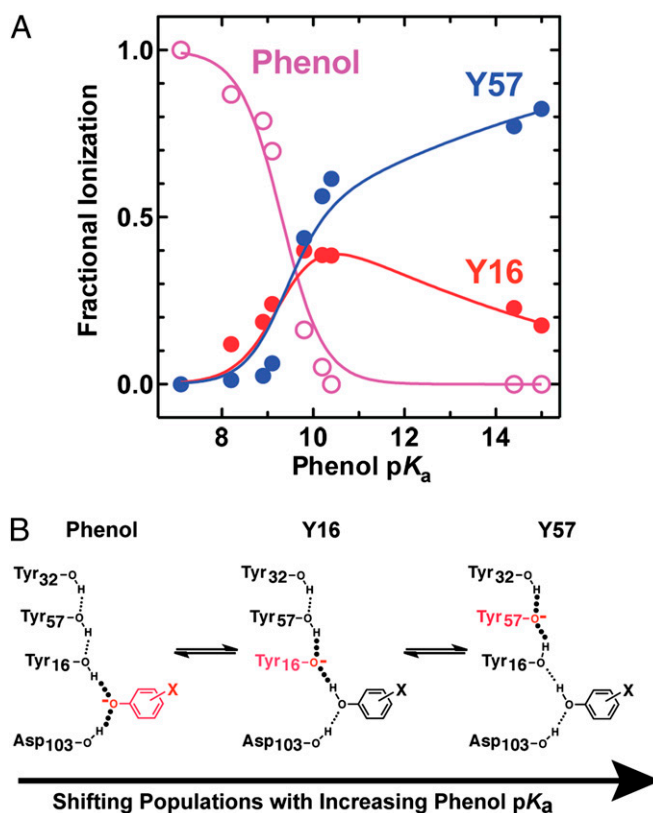 A
Phenol
Y57
Y16
Fractional Ionization
1.0
0.5
0.0
8
10
12
14
Phenol pKa
B
Phenol
Y16
Y57
Tyr32-O
H
Tyr57-O
H
Tyr16-O
H
-O
X
H
Asp103-O
Tyr32-O
H
Tyr57-O
H
Tyr16-O-
H
O
X
H
Asp103-O
Tyr32-O
H
Tyr57-O-
H
Tyr16-O
H
O
X
H
Asp103-O
Shifting Populations with Increasing Phenol pKa